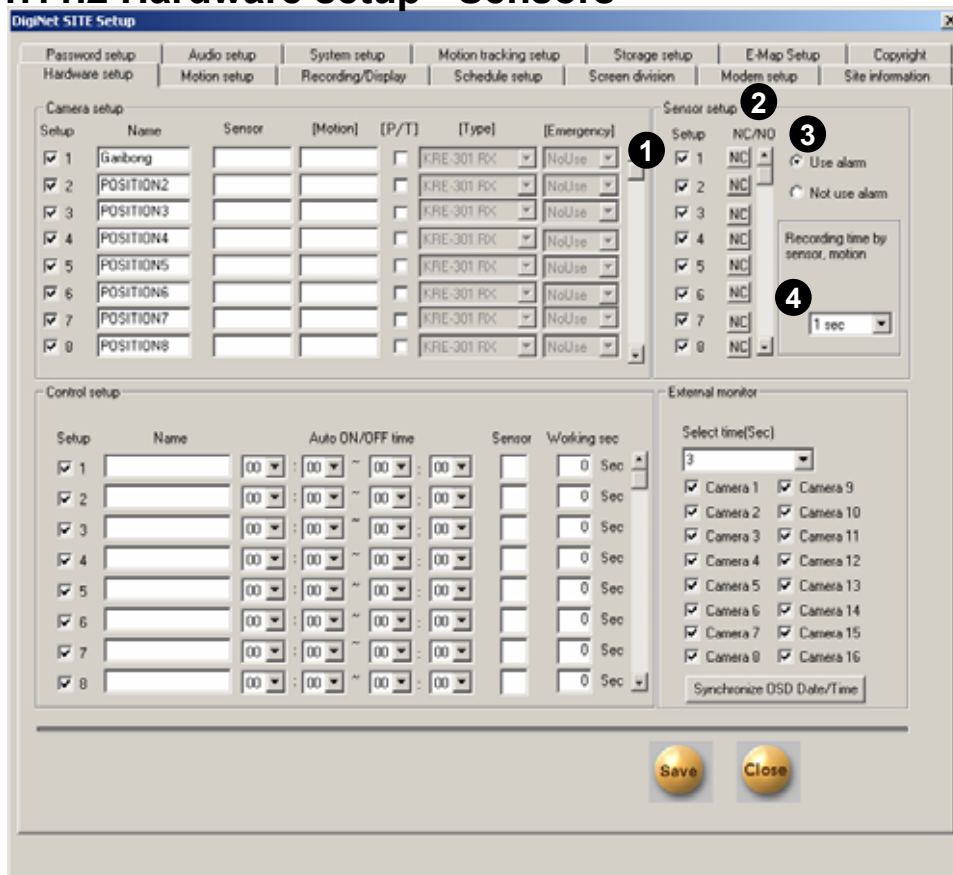 Hardware setup - Sensors
DigiNet SITE Setup
Password setup Audio setup System setup Motion tracking setup Storage setup E-Map Setup Copyright
Hardware setup Motion setup Recording/Display Schedule setup Screen division Modem setup Site information
Camera setup
Setup Name Sensor [Motion] [P/T] [Type] [Emergency]
1 Garibong KRE-301 RX NoUse
2 POSITION2 KRE-301 RX NoUse
3 POSITION3 KRE-301 RX NoUse
4 POSITION4 KRE-301 RX NoUse
5 POSITION5 KRE-301 RX NoUse
6 POSITION6 KRE-301 RX NoUse
7 POSITION7 KRE-301 RX NoUse
8 POSITION8 KRE-301 RX NoUse
1
Sensor setup 2
Setup NC/NO 3
1 NC Use alarm
2 NC Not use alarm
3 NC
4 NC Recording time by
sensor, motion
5 NC
6 NC 4
7 NC 1 sec
8 NC
Control setup
Setup Name Auto ON/OFF time Sensor Working sec
1 00 : 00 ~ 00 : 00 0 Sec
2 00 : 00 ~ 00 : 00 0 Sec
3 00 : 00 ~ 00 : 00 0 Sec
4 00 : 00 ~ 00 : 00 0 Sec
5 00 : 00 ~ 00 : 00 0 Sec
6 00 : 00 ~ 00 : 00 0 Sec
7 00 : 00 ~ 00 : 00 0 Sec
8 00 : 00 ~ 00 : 00 0 Sec
External monitor
Select time(Sec)
3
Camera 1 Camera 9
Camera 2 Camera 10
Camera 3 Camera 11
Camera 4 Camera 12
Camera 5 Camera 13
Camera 6 Camera 14
Camera 7 Camera 15
Camera 8 Camera 16
Synchronize OSD Date/Time
Save Close